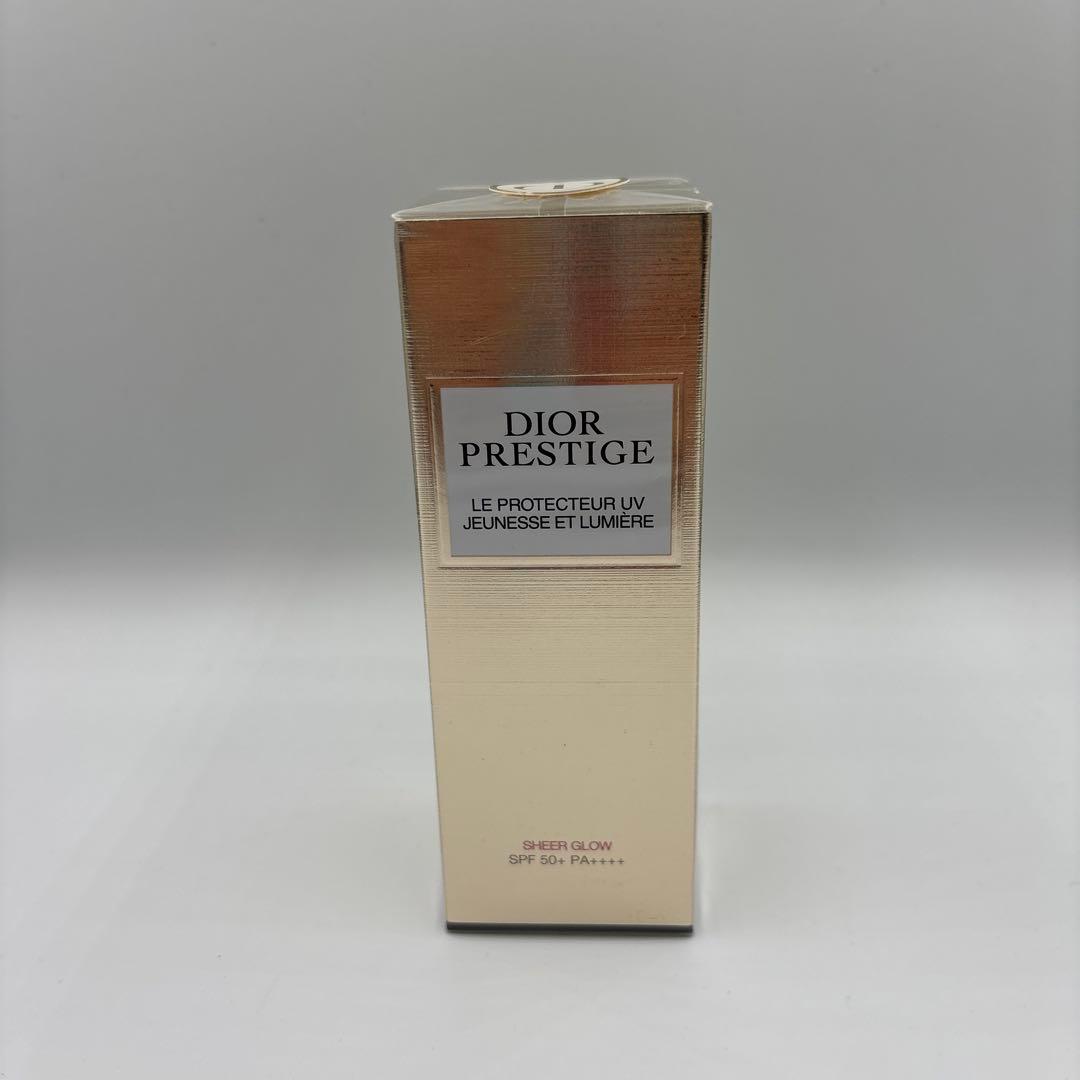 DIOR
PRESTIGE
LE PROTECTEUR UV
JEUNESSE ET LUMIÈRE
SHEER GLOW
SPF 50+ PA++++